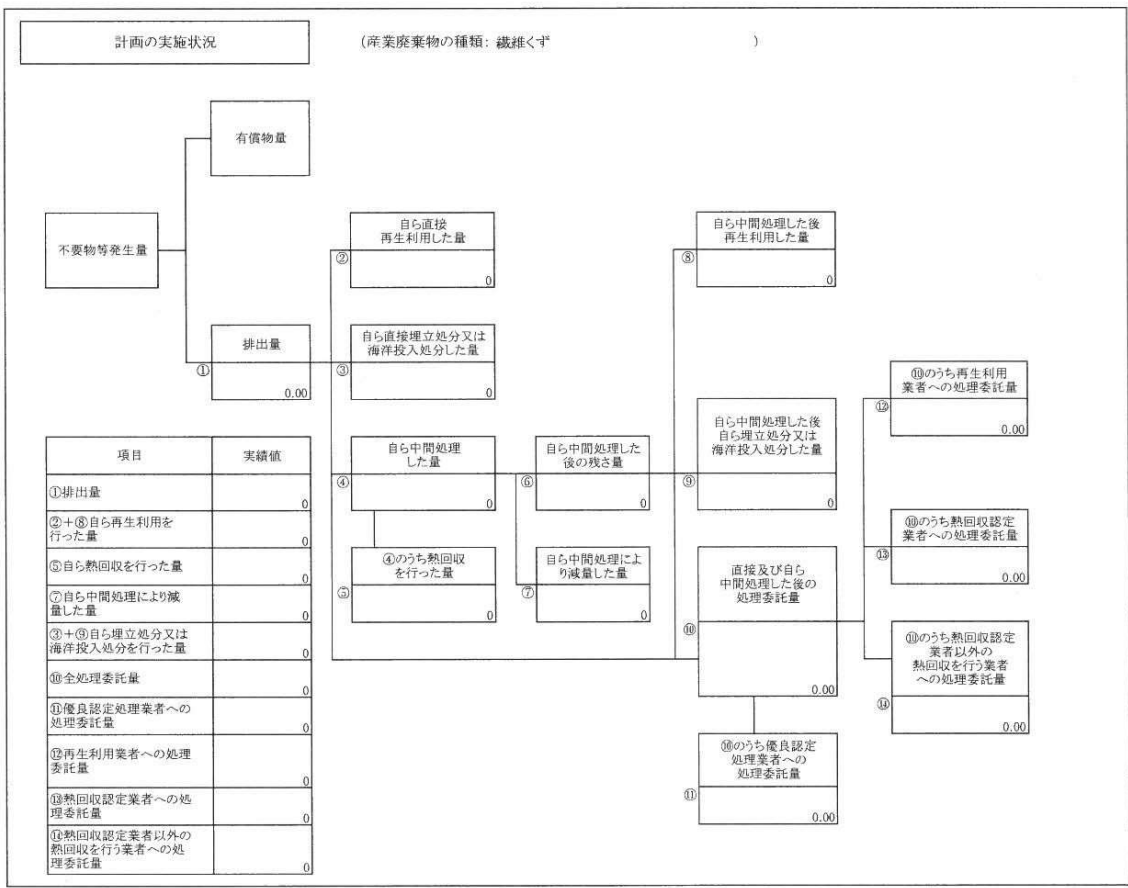 計画の実施状況
(産業廃棄物の種類: 繊維くず )
有償物量
不要物等発生量
排出量
①
0.00
自ら直接
再生利用した量
②
0
自ら直接埋立処分又は
海洋投入処分した量
③
0
自ら中間処理
した量
④
0
④のうち熱回収
を行った量
⑤
0
自ら中間処理した
後の残さ量
⑥
0
自ら中間処理によ
り減量した量
⑦
0
自ら中間処理した後
再生利用した量
⑧
0
自ら中間処理した後
自ら埋立処分又は
海洋投入処分した量
⑨
0
直接及び自ら
中間処理した後の
処理委託量
⑩
0.00
⑩のうち優良認定
処理業者への
処理委託量
⑪
0.00
⑩のうち再生利用
業者への処理委託量
⑫
0.00
⑩のうち熱回収認定
業者への処理委託量
⑬
0.00
⑩のうち熱回収認定
業者以外の
熱回収を行う業者
への処理委託量
⑭
0.00
項目 実績値
①排出量
0
②+⑧自ら再生利用を
行った量
0
⑤自ら熱回収を行った量
0
⑦自ら中間処理により減
量した量
0
③+⑨自ら埋立処分又は
海洋投入処分を行った量
0
⑩全処理委託量
0
⑪優良認定処理業者への
処理委託量
0
⑫再生利用業者への処理
委託量
0
⑬熱回収認定業者への処
理委託量
0
⑭熱回収認定業者以外の
熱回収を行う業者への処
理委託量
0